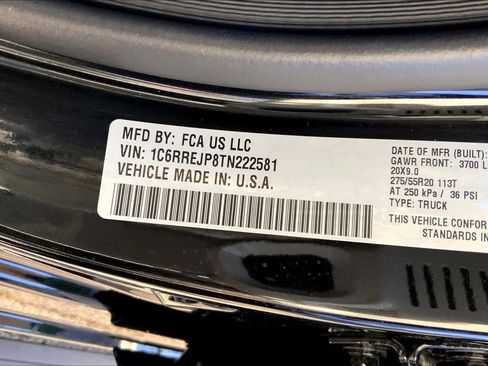 MFD BY: FCA US LLC
VIN: 1C6RREJP8TN222581
VEHICLE MADE IN: U.S.A.
DATE OF MFR (BUILT):
GAWR FRONT: 3700 L
20X9.0
275/55R20 113T
AT 250 kPa / 36 PSI
TYPE: TRUCK
THIS VEHICLE CONFOR
STANDARDS IN